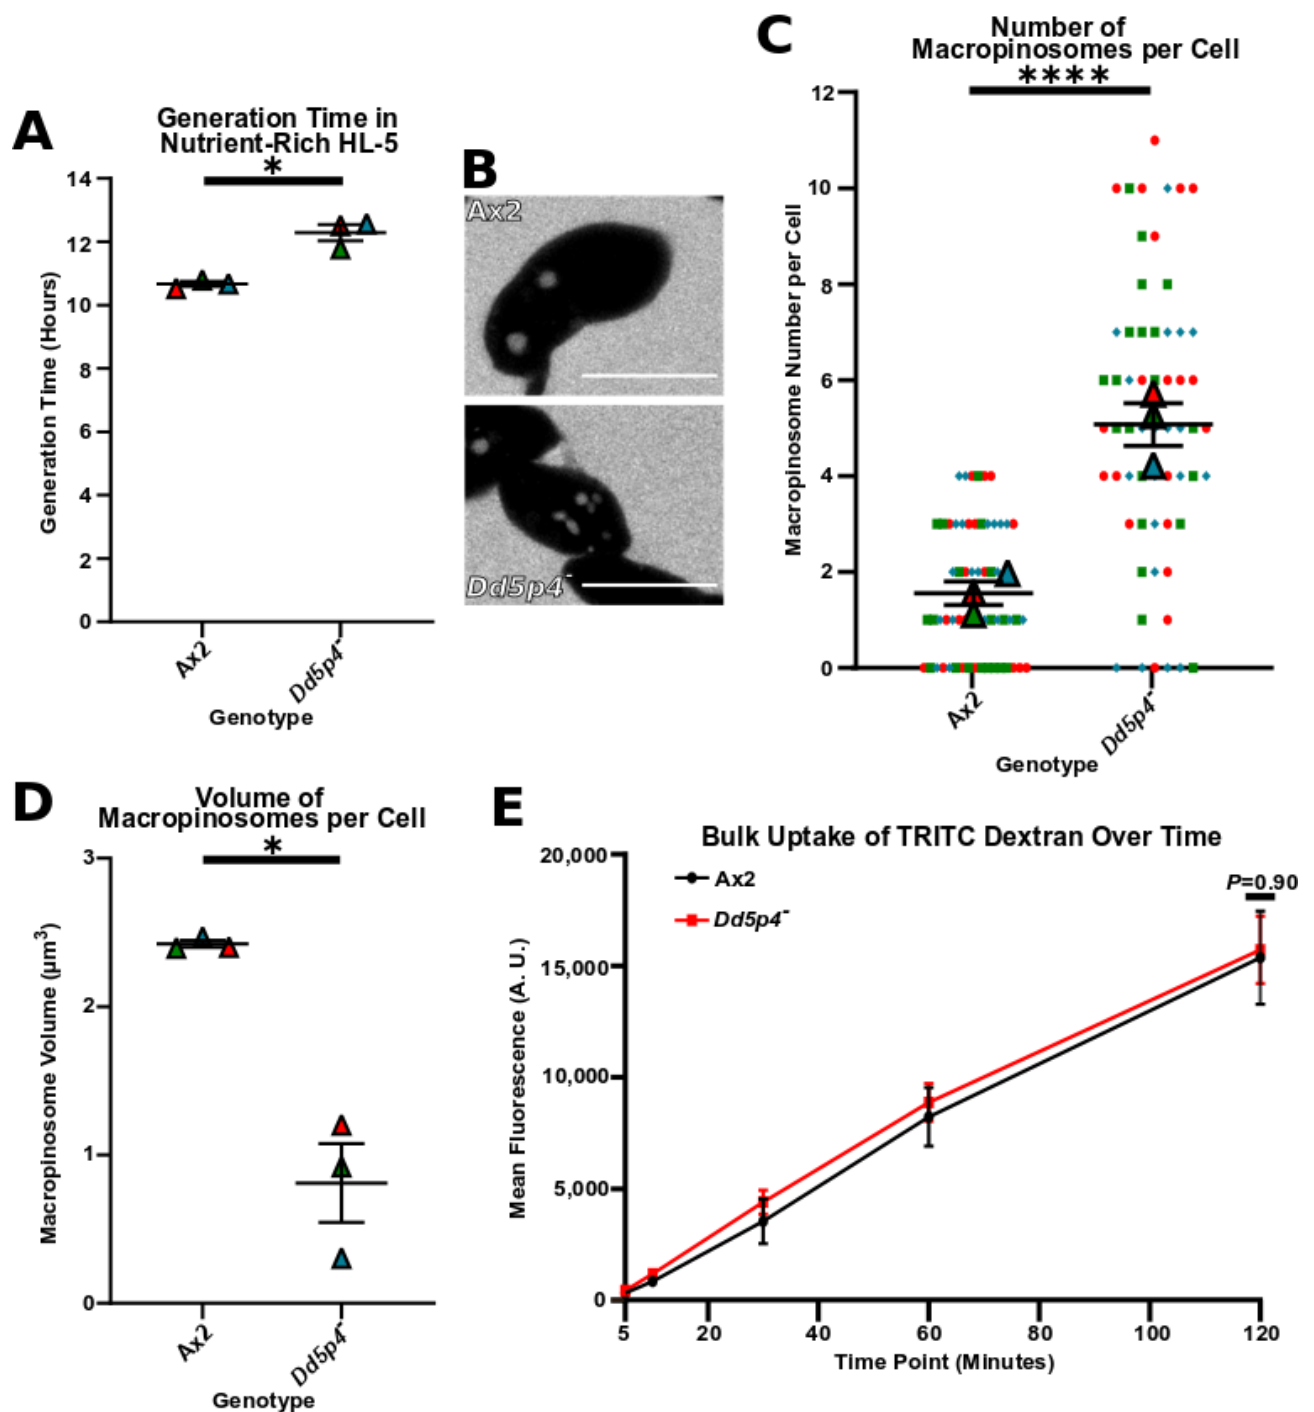 A
Generation Time in
Nutrient-Rich HL-5
*
14
12
10
8
6
4
2
0
Generation Time (Hours)
Ax2
Dd5p4-
Genotype
B
Ax2
Dd5p4-
C
Number of
Macropinosomes per Cell
****
12
10
8
6
4
2
0
Macropinosome Number per Cell
Ax2
Dd5p4-
Genotype
D
Volume of
Macropinosomes per Cell
*
3
2
1
0
Macropinosome Volume (µm³)
Ax2
Dd5p4-
Genotype
E
Bulk Uptake of TRITC Dextran Over Time
20,000
15,000
10,000
5,000
0
Mean Fluorescence (A. U.)
Ax2
Dd5p4-
P=0.90
5 20 40 60 80 100 120
Time Point (Minutes)